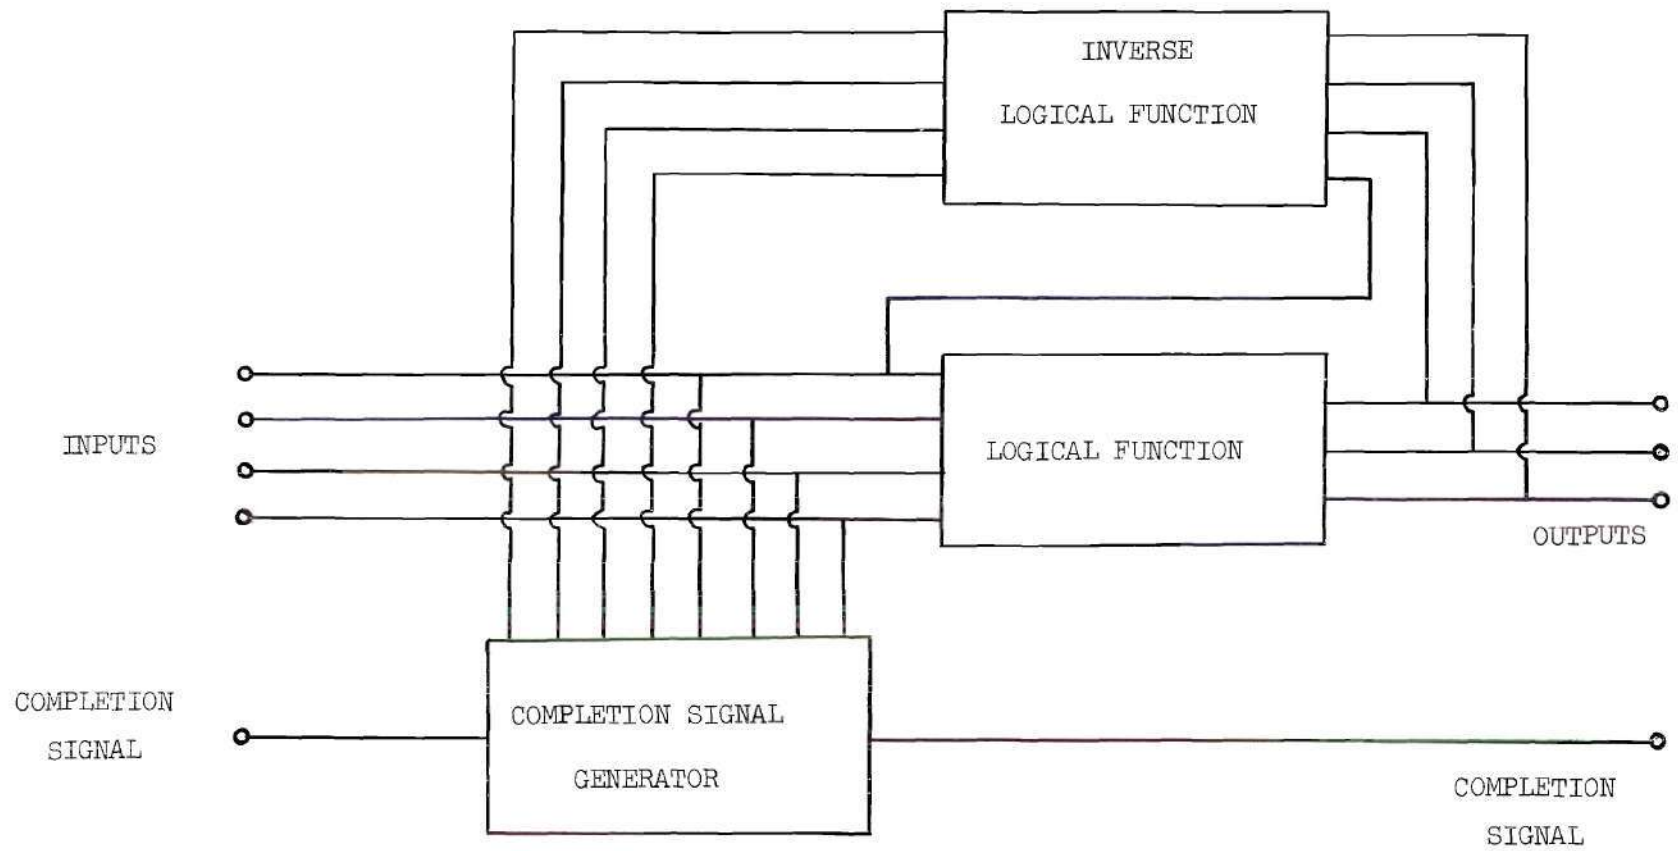 INVERSE
LOGICAL FUNCTION
INPUTS
LOGICAL FUNCTION
OUTPUTS
COMPLETION
SIGNAL
COMPLETION SIGNAL
GENERATOR
COMPLETION
SIGNAL